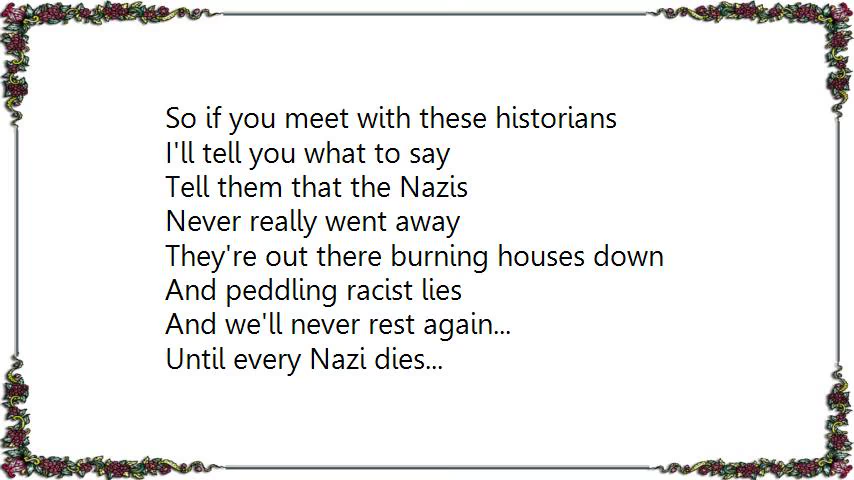 So if you meet with these historians
I'll tell you what to say
Tell them that the Nazis
Never really went away
They're out there burning houses down
And peddling racist lies
And we'll never rest again...
Until every Nazi dies...